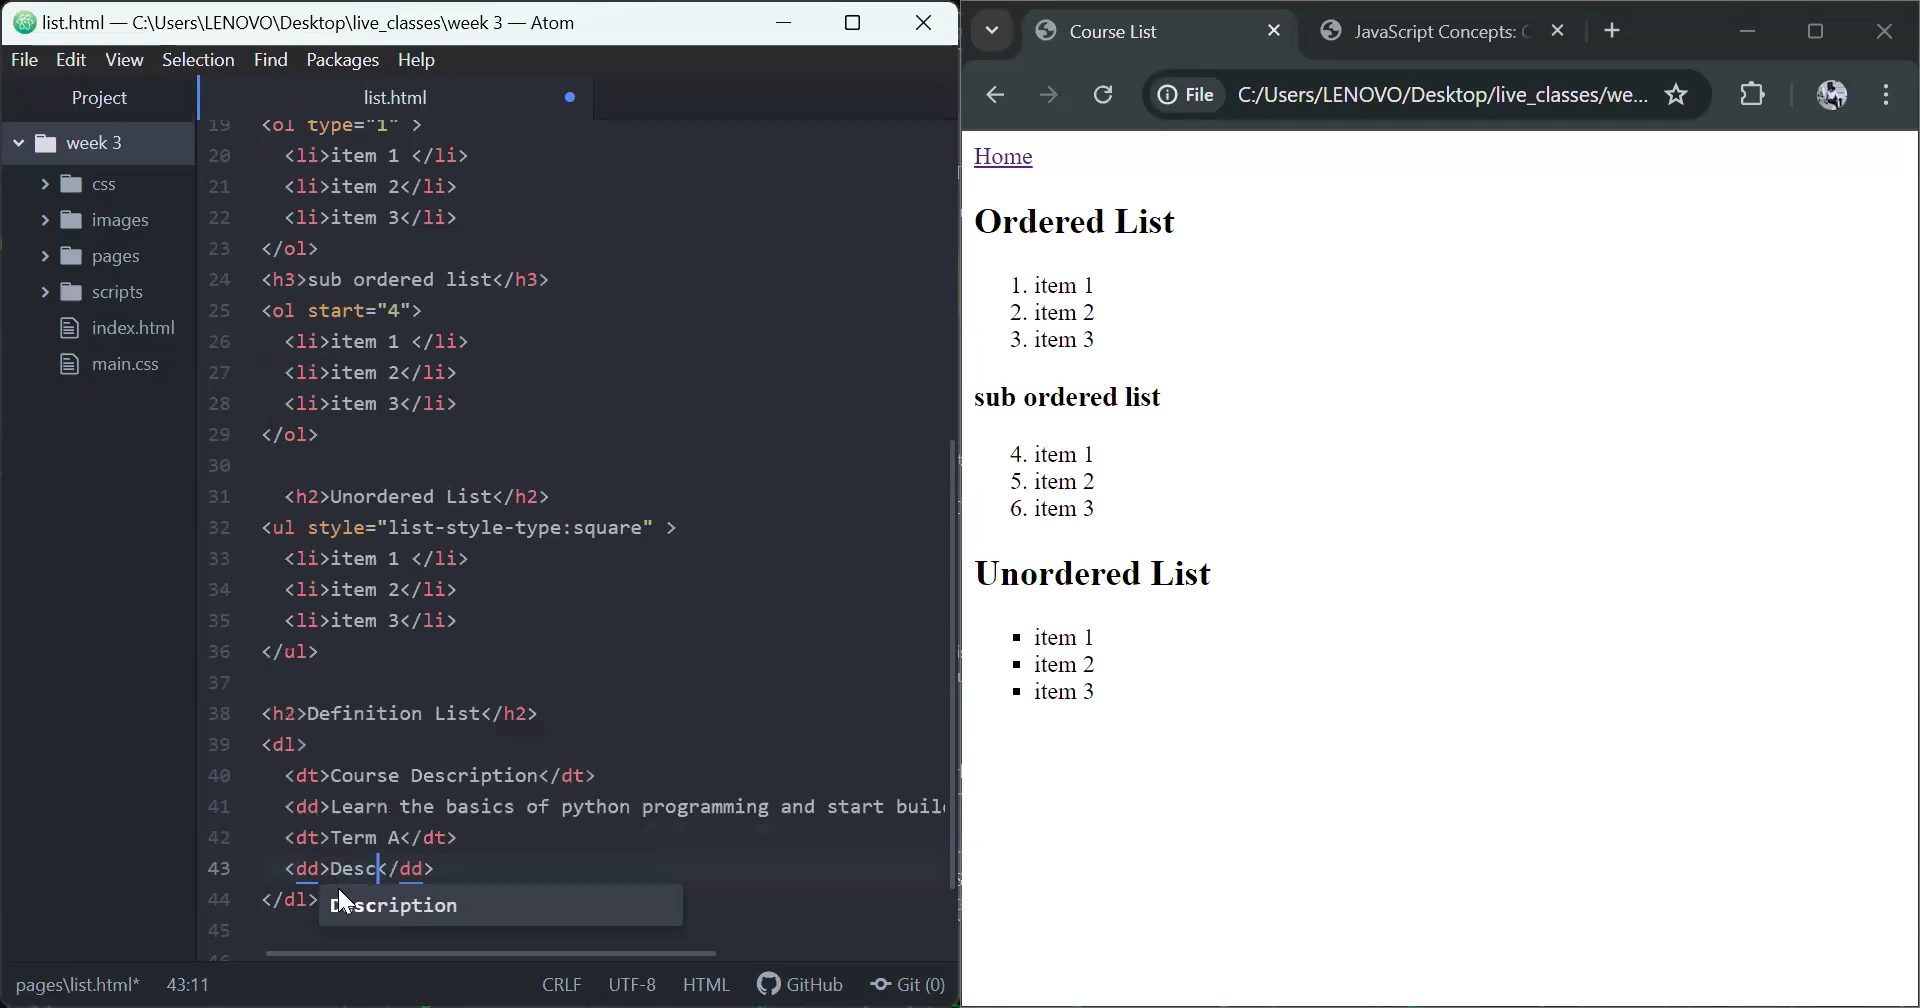 list.html — C:\Users\LENOVO\Desktop\live_classes\week 3 — Atom
File Edit View Selection Find Packages Help
Project
list.html
week 3
css
images
pages
scripts
index.html
main.css
19 <ol type="1" >
20 <li>item 1 </li>
21 <li>item 2</li>
22 <li>item 3</li>
23 </ol>
24 <h3>sub ordered list</h3>
25 <ol start="4">
26 <li>item 1 </li>
27 <li>item 2</li>
28 <li>item 3</li>
29 </ol>
30
31 <h2>Unordered List</h2>
32 <ul style="list-style-type:square" >
33 <li>item 1 </li>
34 <li>item 2</li>
35 <li>item 3</li>
36 </ul>
37
38 <h2>Definition List</h2>
39 <dl>
40 <dt>Course Description</dt>
41 <dd>Learn the basics of python programming and start buil
42 <dt>Term A</dt>
43 <dd>Desc</dd>
44 </dl>
Description
45
46
pages\list.html* 43:11 CRLF UTF-8 HTML GitHub Git (0)
Course List
JavaScript Concepts:
File C:/Users/LENOVO/Desktop/live_classes/we...
Home
Ordered List
1. item 1
2. item 2
3. item 3
sub ordered list
4. item 1
5. item 2
6. item 3
Unordered List
▪ item 1
▪ item 2
▪ item 3